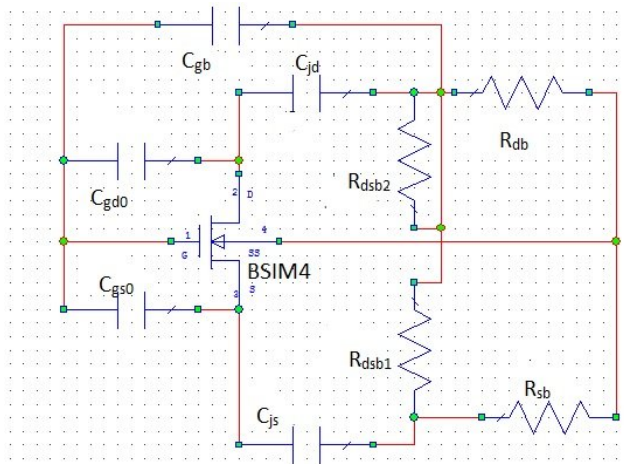 Cgb
Cjd
Rdb
Rdsb2
Cgd0
2 D
1
4
G
SS
BSIM4
Cgs0
3 S
Rdsb1
Rsb
Cjs